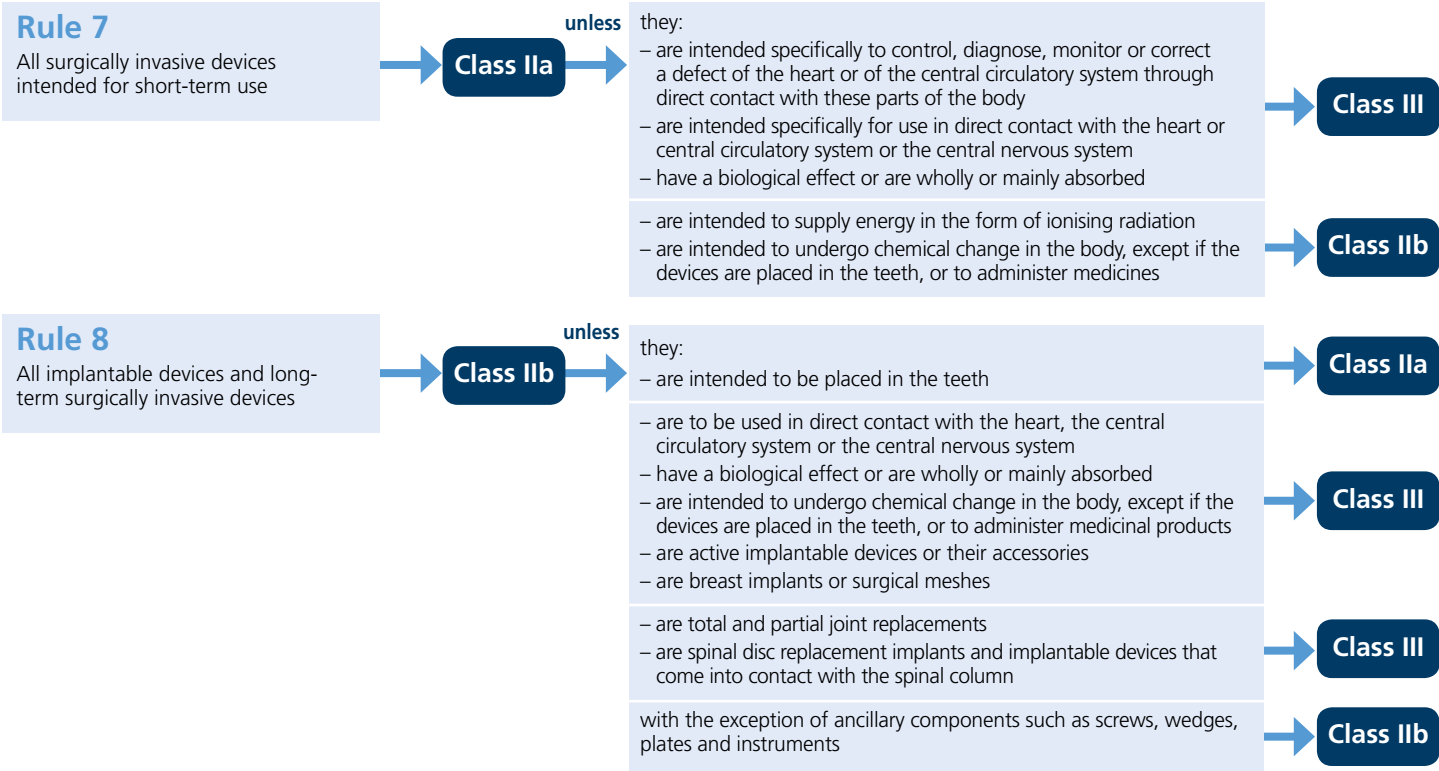 Rule 7
All surgically invasive devices
intended for short-term use
Class IIa
unless
they:
– are intended specifically to control, diagnose, monitor or correct
a defect of the heart or of the central circulatory system through
direct contact with these parts of the body
– are intended specifically for use in direct contact with the heart or
central circulatory system or the central nervous system
– have a biological effect or are wholly or mainly absorbed
Class III
– are intended to supply energy in the form of ionising radiation
– are intended to undergo chemical change in the body, except if the
devices are placed in the teeth, or to administer medicines
Class IIb
Rule 8
All implantable devices and long-
term surgically invasive devices
Class IIb
unless
they:
– are intended to be placed in the teeth
Class IIa
– are to be used in direct contact with the heart, the central
circulatory system or the central nervous system
– have a biological effect or are wholly or mainly absorbed
– are intended to undergo chemical change in the body, except if the
devices are placed in the teeth, or to administer medicinal products
– are active implantable devices or their accessories
– are breast implants or surgical meshes
Class III
– are total and partial joint replacements
– are spinal disc replacement implants and implantable devices that
come into contact with the spinal column
Class III
with the exception of ancillary components such as screws, wedges,
plates and instruments
Class IIb